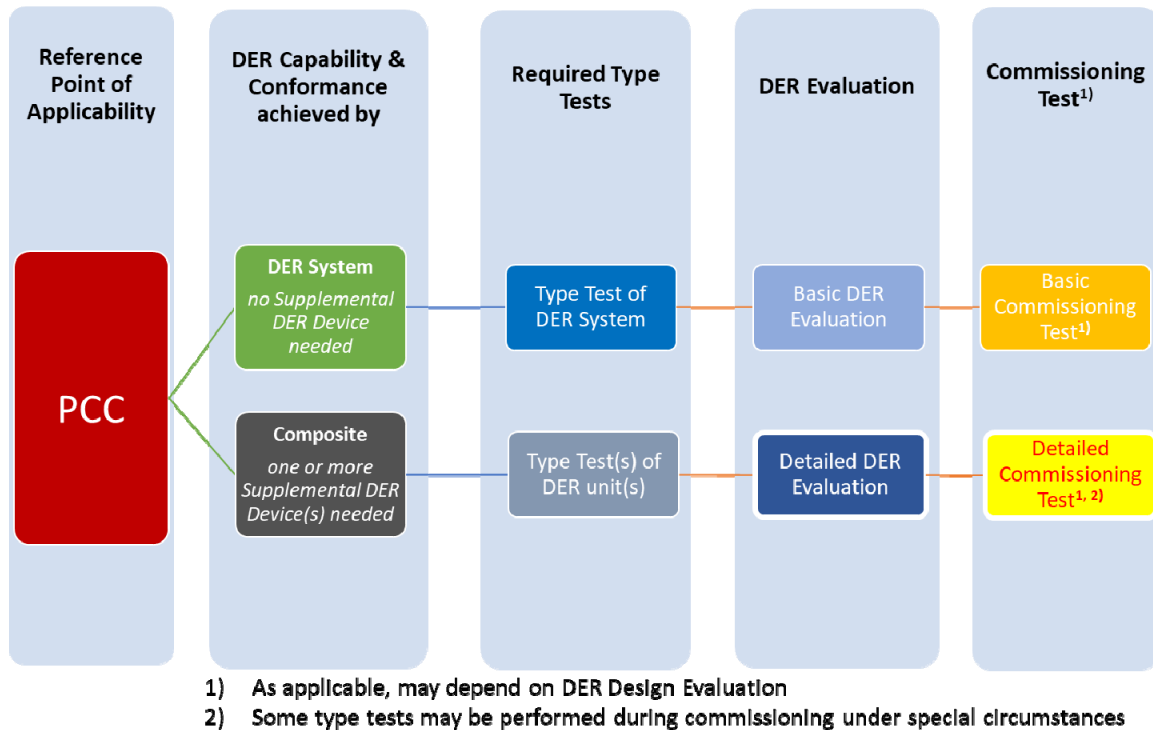 Reference
Point of
Applicability
DER Capability &
Conformance
achieved by
Required Type
Tests
DER Evaluation
Commissioning
Test1)
PCC
DER System
no Supplemental
DER Device
needed
Type Test of
DER System
Basic DER
Evaluation
Basic
Commissioning
Test1)
Composite
one or more
Supplemental DER
Device(s) needed
Type Test(s) of
DER unit(s)
Detailed DER
Evaluation
Detailed
Commissioning
Test1, 2)
1) As applicable, may depend on DER Design Evaluation
2) Some type tests may be performed during commissioning under special circumstances